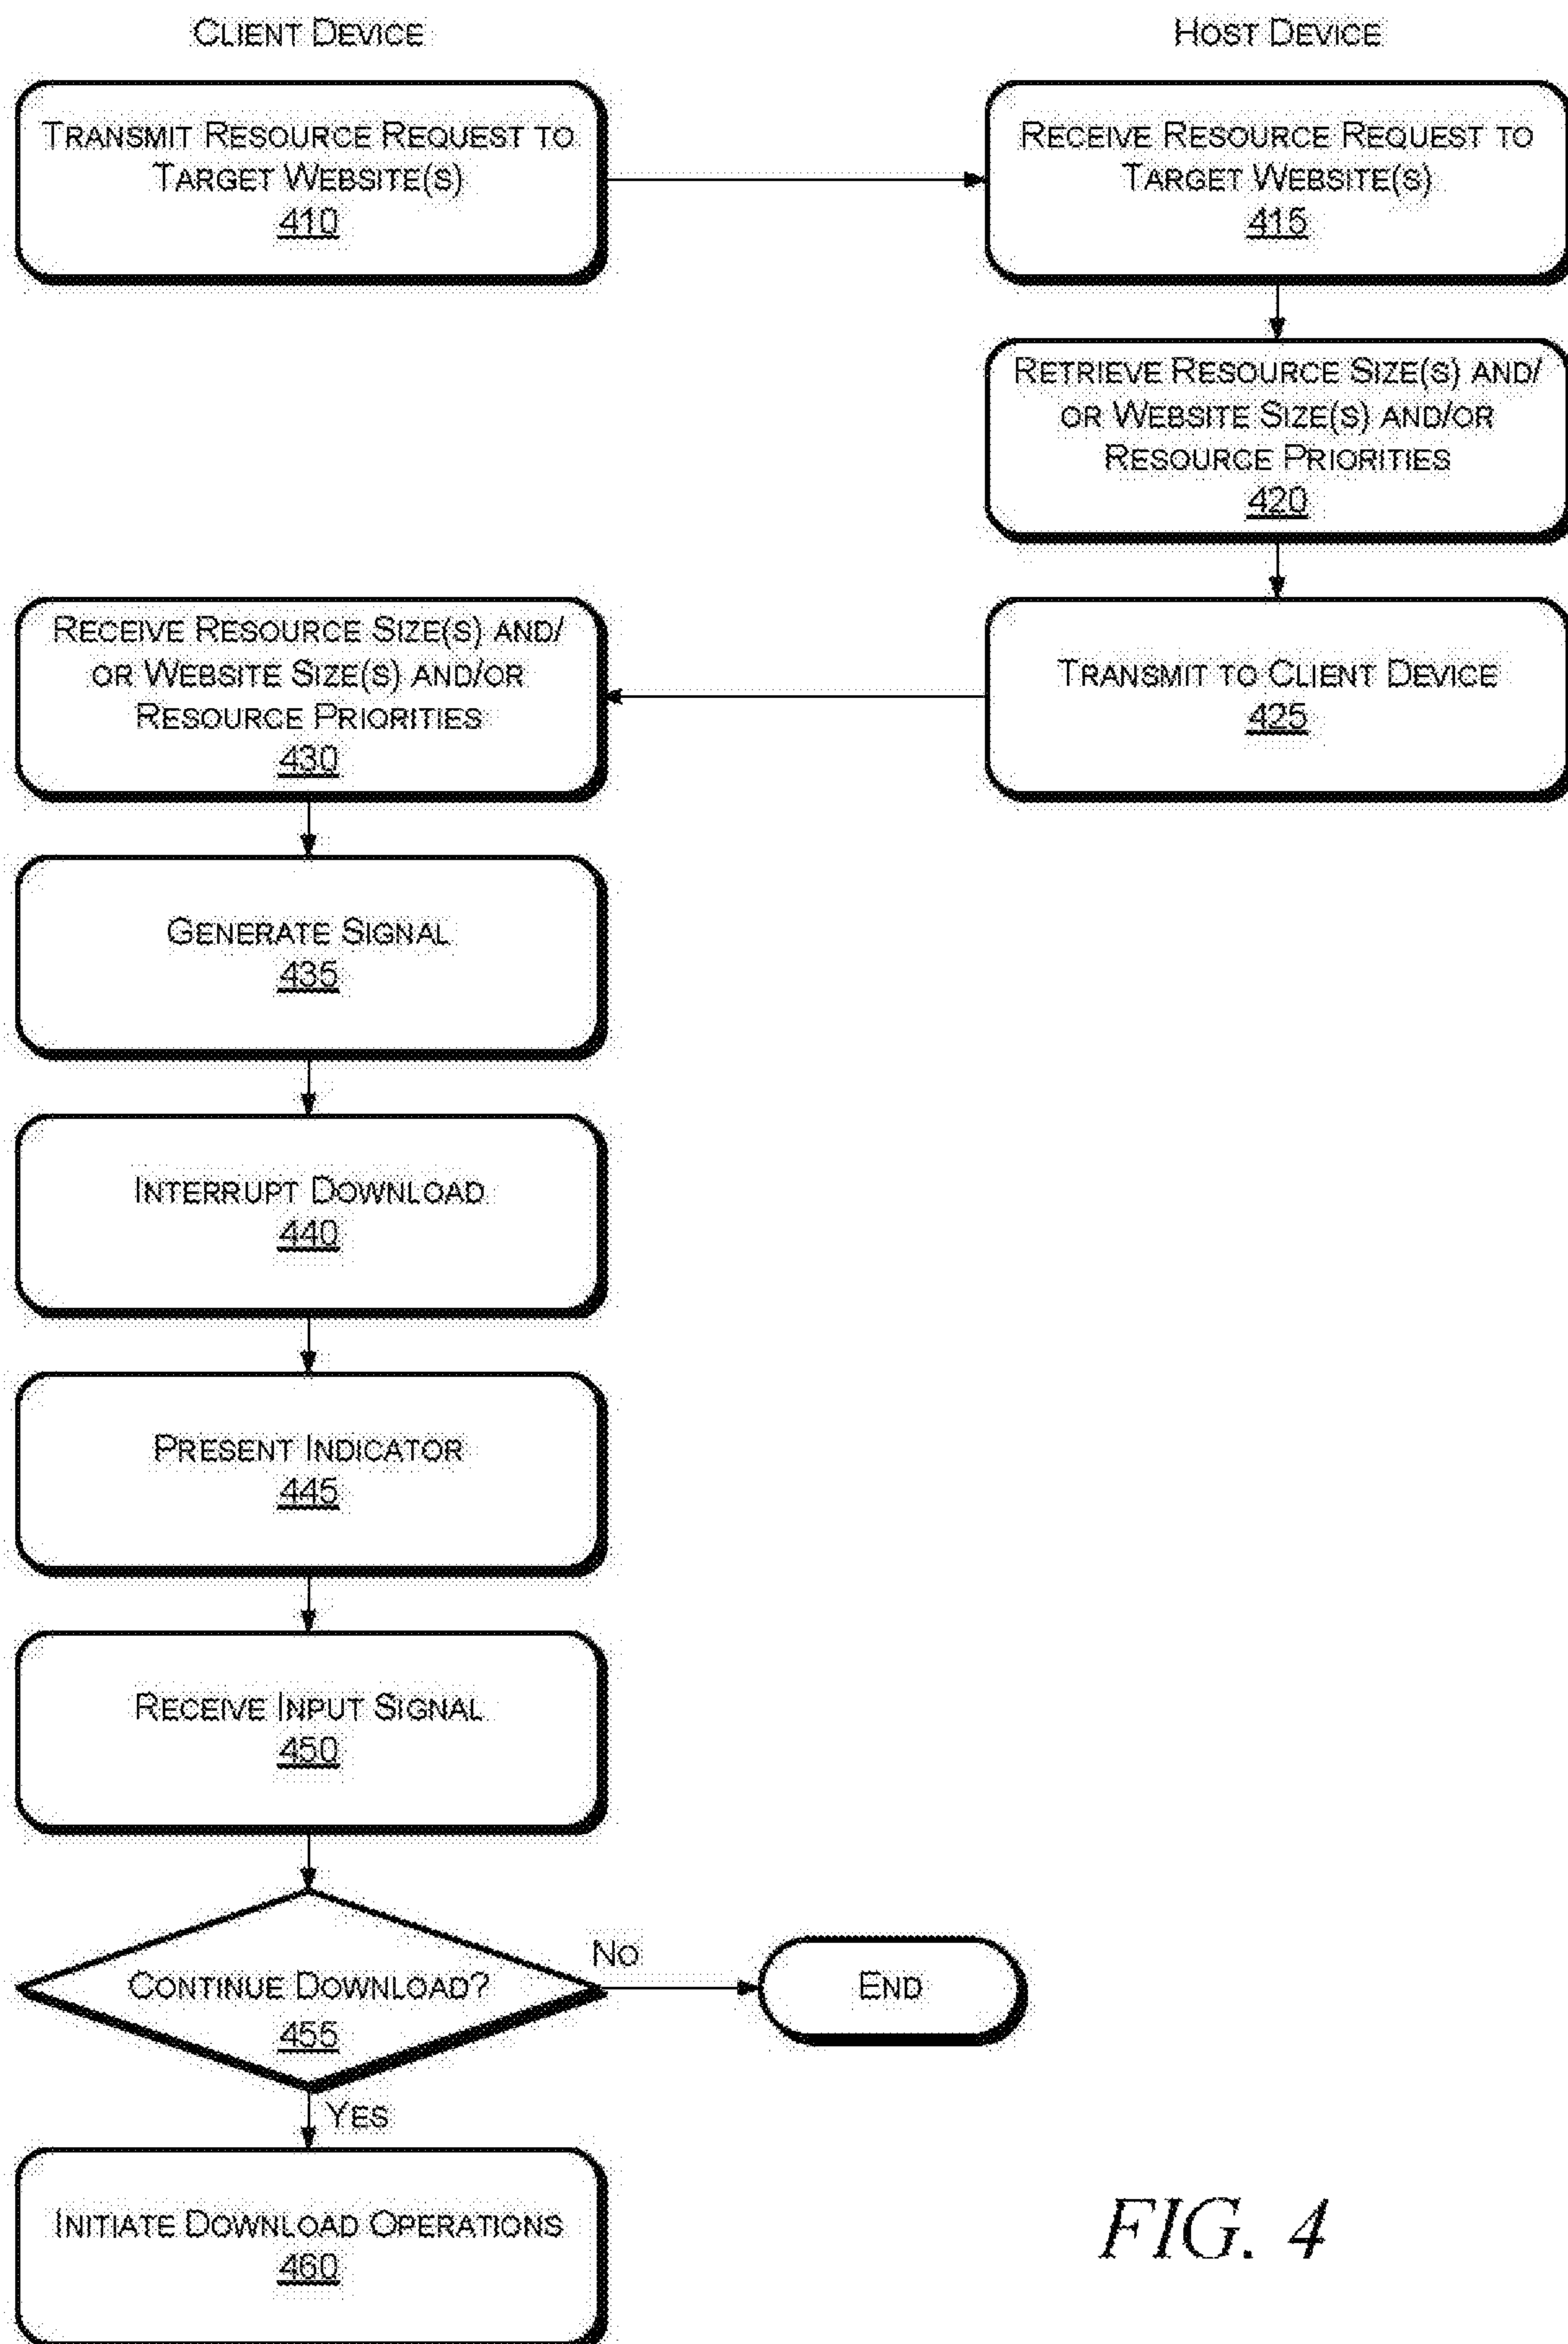 CLIENT DEVICE
HOST DEVICE
TRANSMIT RESOURCE REQUEST TO
TARGET WEBSITE(S)
410
RECEIVE RESOURCE REQUEST TO
TARGET WEBSITE(S)
415
RETRIEVE RESOURCE SIZE(S) AND/
OR WEBSITE SIZE(S) AND/OR
RESOURCE PRIORITIES
420
TRANSMIT TO CLIENT DEVICE
425
RECEIVE RESOURCE SIZE(S) AND/
OR WEBSITE SIZE(S) AND/OR
RESOURCE PRIORITIES
430
GENERATE SIGNAL
435
INTERRUPT DOWNLOAD
440
PRESENT INDICATOR
445
RECEIVE INPUT SIGNAL
450
CONTINUE DOWNLOAD?
455
NO
END
YES
INITIATE DOWNLOAD OPERATIONS
460
FIG. 4